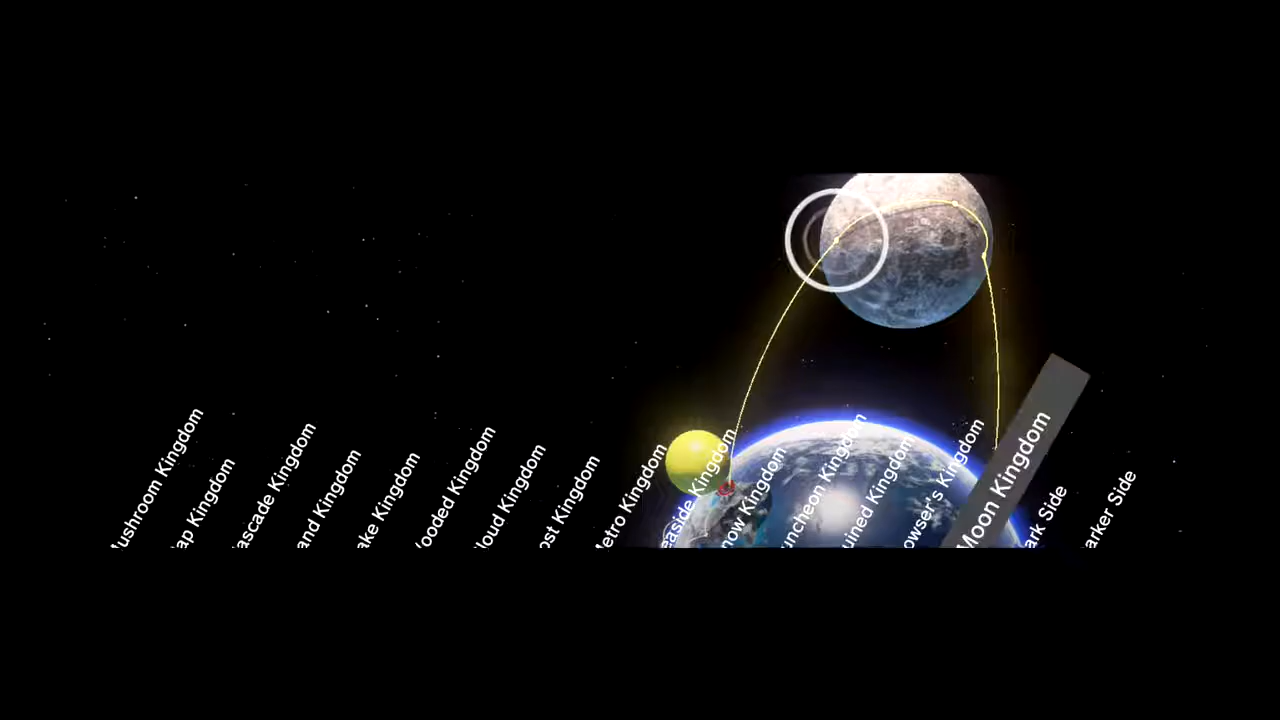 Mushroom Kingdom
ap Kingdom
ascade Kingdom
and Kingdom
ake Kingdom
ooded Kingdom
loud Kingdom
ost Kingdom
Metro Kingdom
easide Kingdom
now Kingdom
uncheon Kingdom
uined Kingdom
owser's Kingdom
Moon Kingdom
ark Side
arker Side